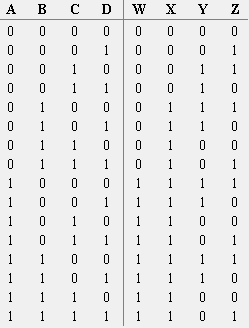 A B C D W X Y Z
0 0 0 0 0 0 0 0
0 0 0 1 0 0 0 1
0 0 1 0 0 0 1 1
0 0 1 1 0 0 1 0
0 1 0 0 0 1 1 1
0 1 0 1 0 1 1 0
0 1 1 0 0 1 0 0
0 1 1 1 0 1 0 1
1 0 0 0 1 1 1 1
1 0 0 1 1 1 1 0
1 0 1 0 1 1 0 0
1 0 1 1 1 1 0 1
1 1 0 0 1 1 1 1
1 1 0 1 1 1 1 0
1 1 1 0 1 1 0 0
1 1 1 1 1 1 0 1